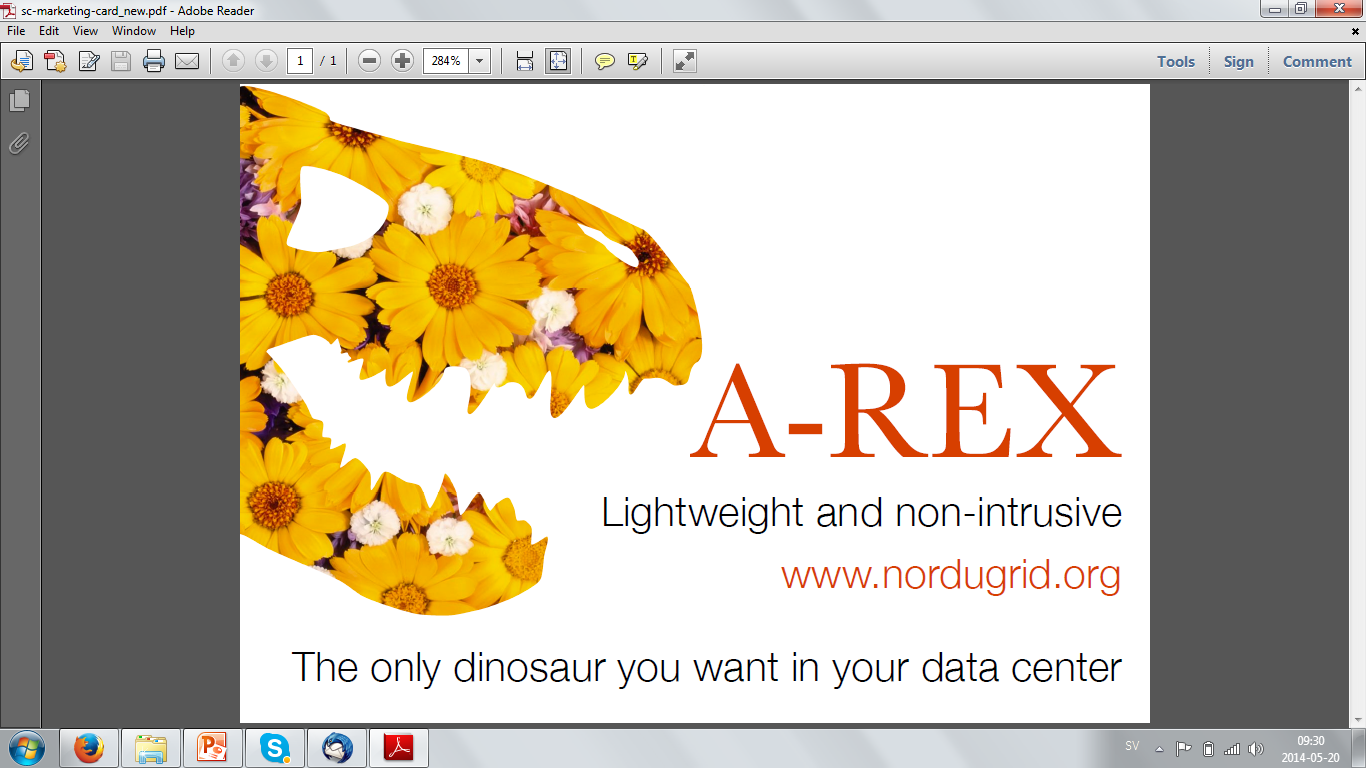 sc-marketing-card_new.pdf - Adobe Reader
File Edit View Window Help
1 / 1 284% Tools Sign Comment
A-REX
Lightweight and non-intrusive
www.nordugrid.org
The only dinosaur you want in your data center
SV 09:30
2014-05-20